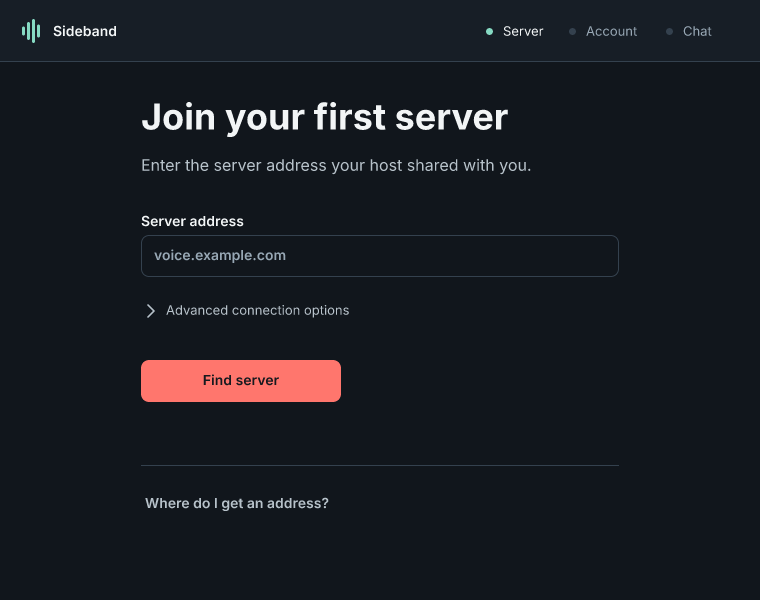 Sideband
Server
Account
Chat
Join your first server
Enter the server address your host shared with you.
Server address
voice.example.com
Advanced connection options
Find server
Where do I get an address?